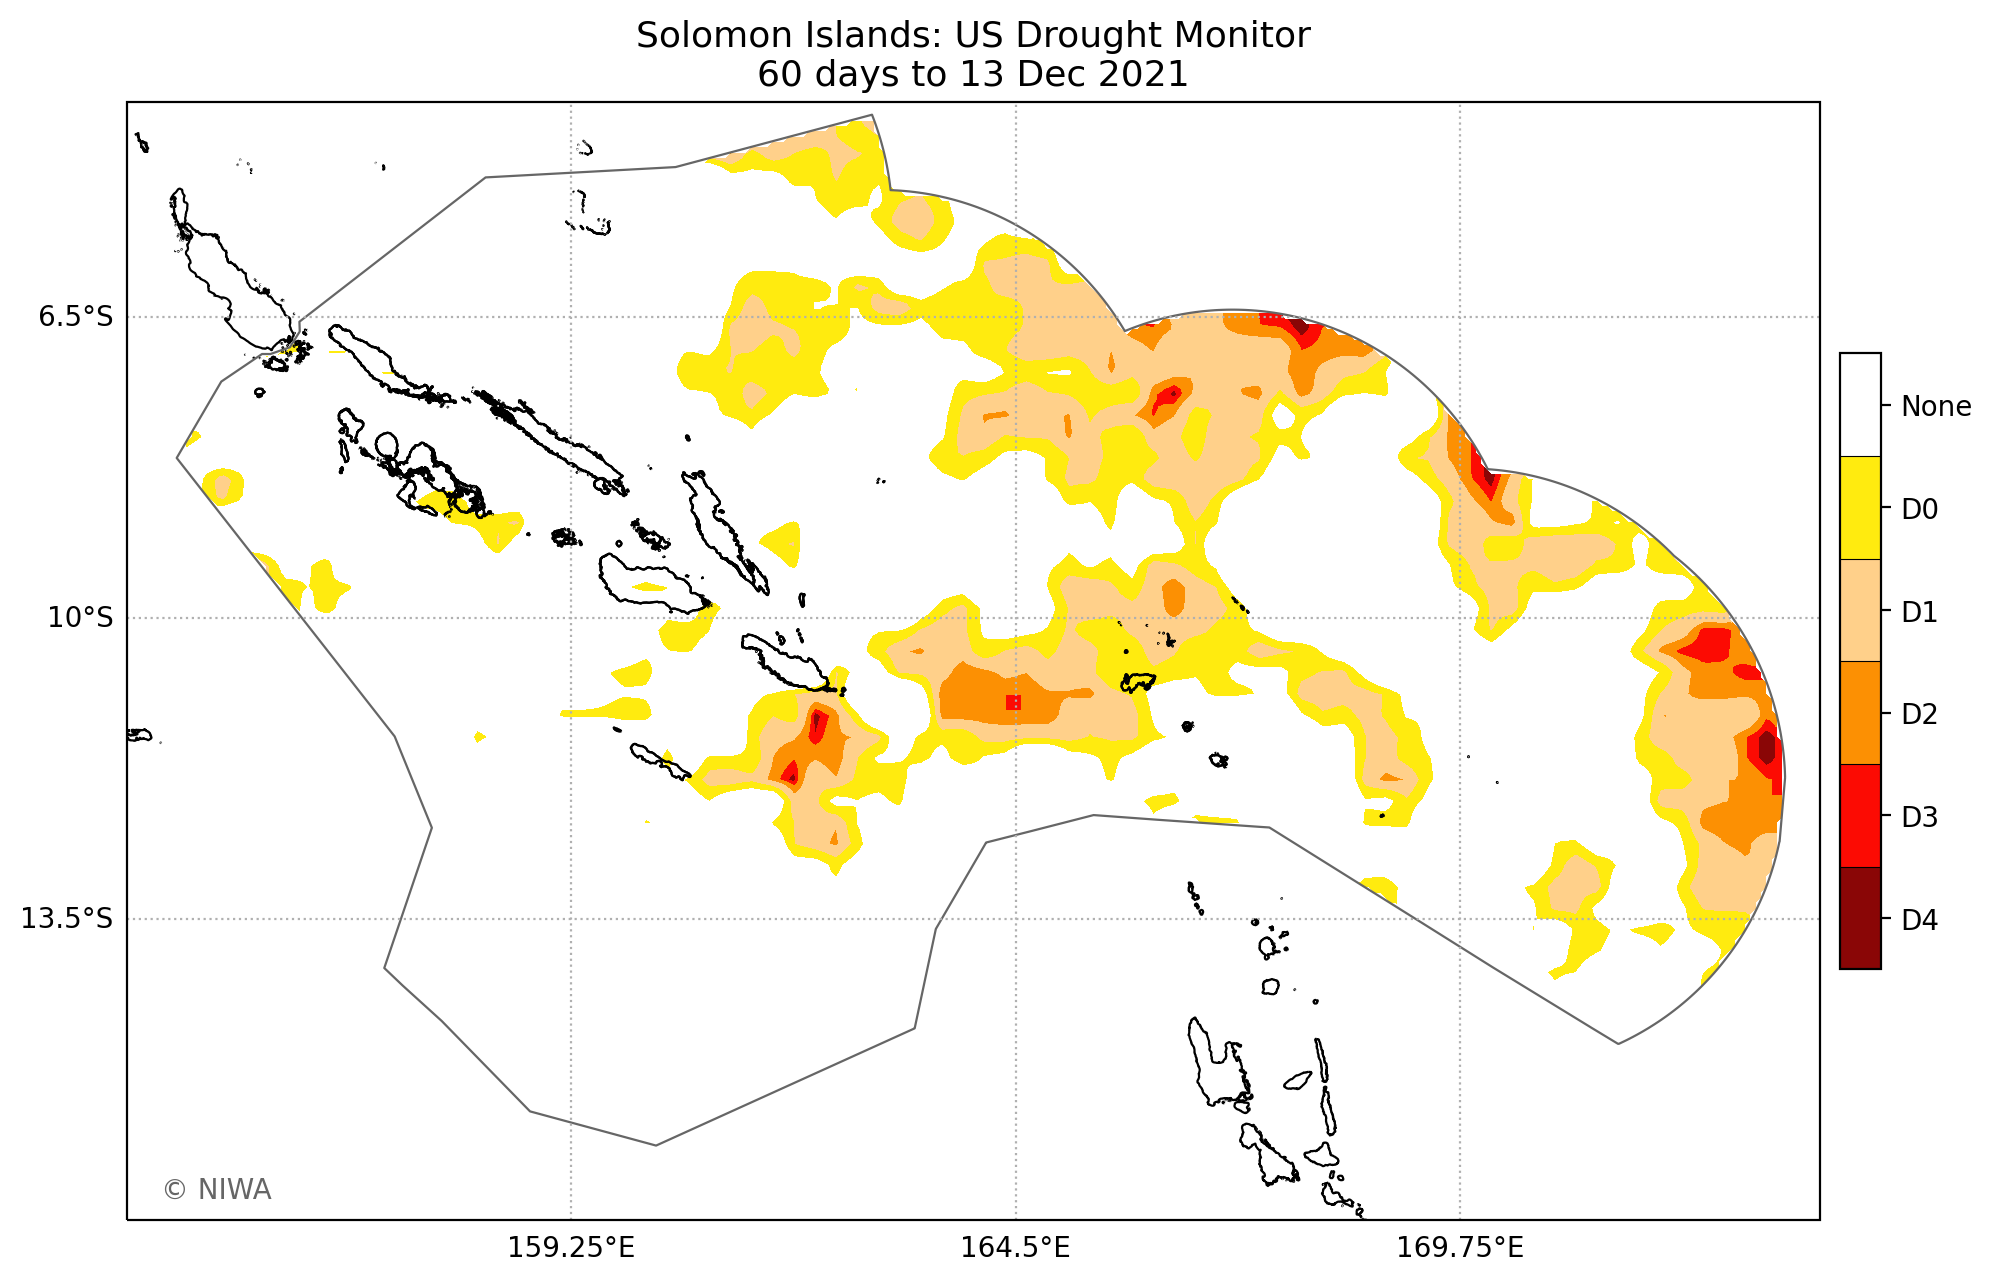 Solomon Islands: US Drought Monitor
60 days to 13 Dec 2021
6.5°S
10°S
13.5°S
159.25°E
164.5°E
169.75°E
None
D0
D1
D2
D3
D4
© NIWA